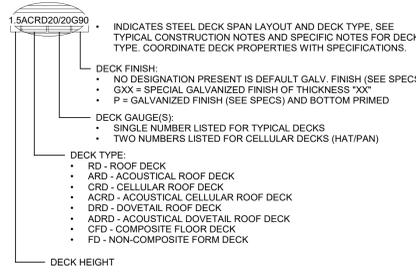 1.5ACRD20/20G90
• INDICATES STEEL DECK SPAN LAYOUT AND DECK TYPE, SEE
TYPICAL CONSTRUCTION NOTES AND SPECIFIC NOTES FOR DECK
TYPE. COORDINATE DECK PROPERTIES WITH SPECIFICATIONS.
DECK FINISH:
• NO DESIGNATION PRESENT IS DEFAULT GALV. FINISH (SEE SPECS
• GXX = SPECIAL GALVANIZED FINISH OF THICKNESS "XX"
• P = GALVANIZED FINISH (SEE SPECS) AND BOTTOM PRIMED
DECK GAUGE(S):
• SINGLE NUMBER LISTED FOR TYPICAL DECKS
• TWO NUMBERS LISTED FOR CELLULAR DECKS (HAT/PAN)
DECK TYPE:
• RD - ROOF DECK
• ARD - ACOUSTICAL ROOF DECK
• CRD - CELLULAR ROOF DECK
• ACRD - ACOUSTICAL CELLULAR ROOF DECK
• DRD - DOVETAIL ROOF DECK
• ADRD - ACOUSTICAL DOVETAIL ROOF DECK
• CFD - COMPOSITE FLOOR DECK
• FD - NON-COMPOSITE FORM DECK
DECK HEIGHT